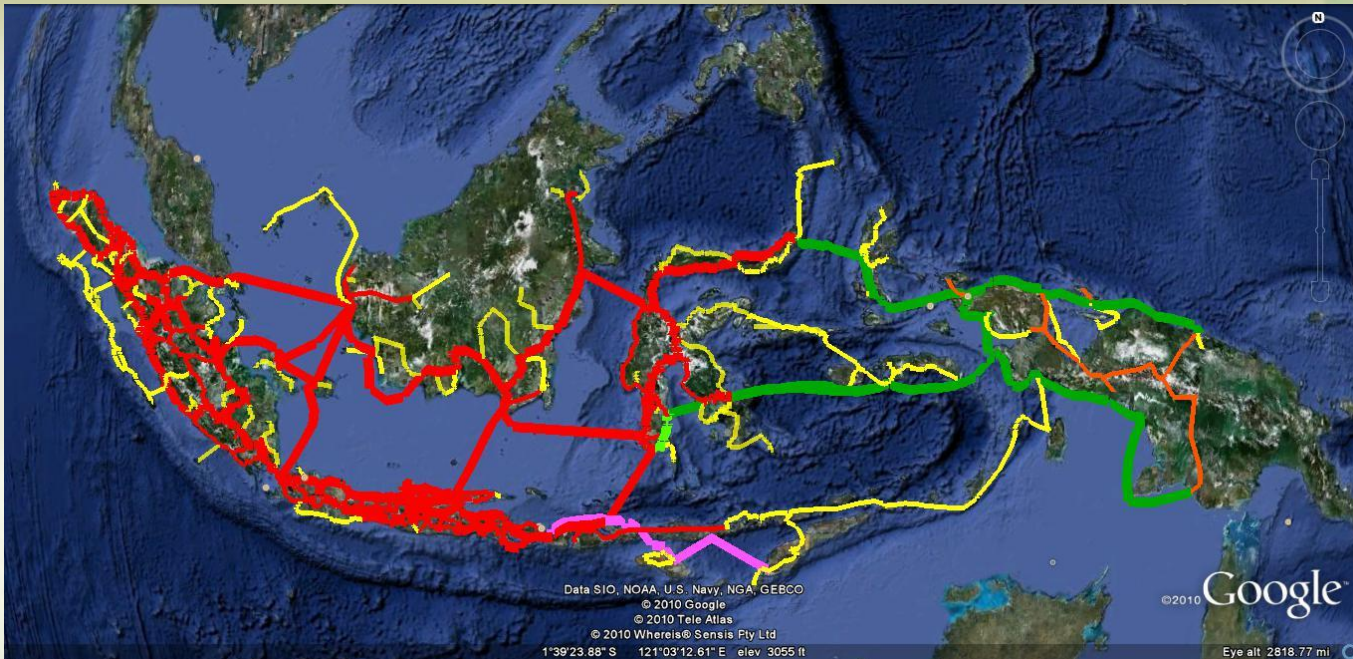 N
Data SIO, NOAA, U.S. Navy, NGA, GEBCO
© 2010 Google
© 2010 Tele Atlas
© 2010 Whereis® Sensis Pty Ltd
©2010 Google™
1°39'23.88" S 121°03'12.61" E elev 3055 ft
Eye alt 2818.77 mi